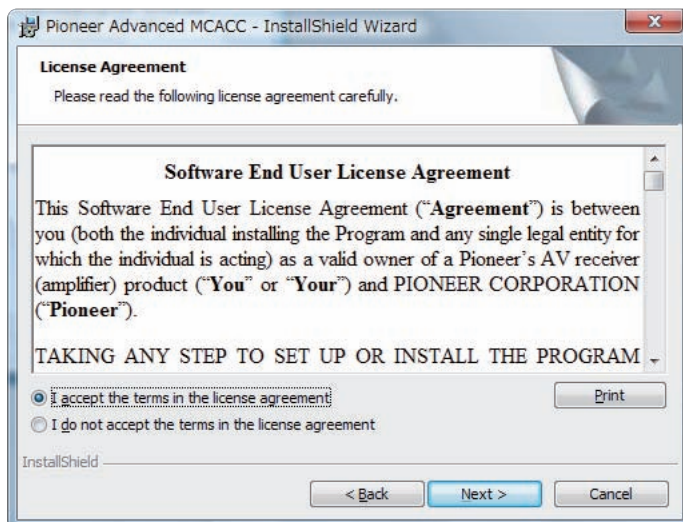 Pioneer Advanced MCACC - InstallShield Wizard
License Agreement
Please read the following license agreement carefully.
Software End User License Agreement
This Software End User License Agreement (“Agreement”) is between
you (both the individual installing the Program and any single legal entity for
which the individual is acting) as a valid owner of a Pioneer’s AV receiver
(amplifier) product (“You” or “Your”) and PIONEER CORPORATION
(“Pioneer”).
TAKING ANY STEP TO SET UP OR INSTALL THE PROGRAM
I accept the terms in the license agreement
Print
I do not accept the terms in the license agreement
InstallShield
< Back
Next >
Cancel